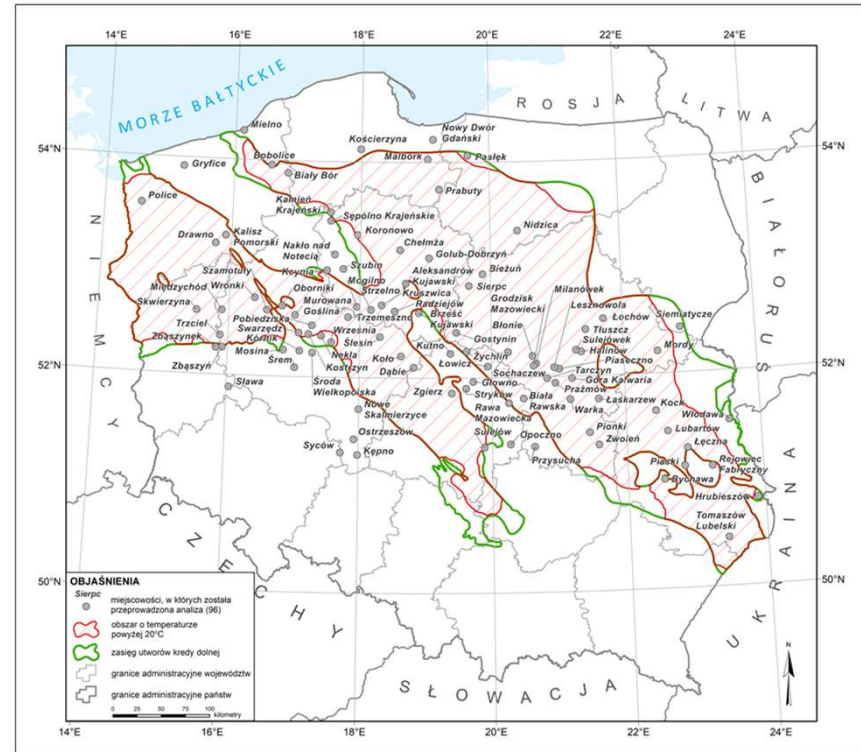 14°E
16°E
18°E
20°E
22°E
24°E
MORZE BAŁTYCKIE
ROSJA
LITWA
BIAŁORUŚ
UKRAINA
NIEMCY
CZECHY
SŁOWACJA
54°N
54°N
52°N
52°N
50°N
50°N
Mielno
Nowy Dwór
Gdański
Kościerzyna
Gryfice
Bobolice
Malbork
Pasłęk
Biały Bór
Police
Kamień
Krajeński
Prabuty
Sępólno Krajeńskie
Koronowo
Nidzica
Drawno
Kalisz
Pomorski
Nakło nad
Notecią
Chełmża
Golub-Dobrzyń
Szubin
Bieżuń
Kcynia
Szamotuły
Aleksandrów
Kujawski
Sierpc
Milanówek
Międzychód
Wronki
Oborniki
Mogilno
Strzelno
Kruszwica
Grodzisk
Mazowiecki
Lesznowola
Skwierzyna
Murowana
Goślina
Radziejów
Łochów
Siemiatycze
Pobiedziska
Trzemeszno
Brześć
Kujawski
Błonie
Tłuszcz
Trzciel
Swarzędz
Września
Gostynin
Sulejówek
Mordy
Zbąszynek
Kórnik
Ślesin
Kutno
Żychlin
Halinów
Zbąszyń
Mosina
Nekla
Koło
Łowicz
Sochaczew
Piaseczno
Śrem
Kostrzyn
Dąbie
Tarczyn
Góra Kalwaria
Sława
Środa
Wielkopolska
Zgierz
Głowno
Stryków
Biała
Rawska
Prażmów
Łaskarzew
Kock
Nowe
Skalmierzyce
Rawa
Mazowiecka
Warka
Włodawa
Sulejów
Pionki
Lubartów
Ostrzeszów
Opoczno
Zwoleń
Łęczna
Syców
Kępno
Przysucha
Piaski
Rejowiec
Fabryczny
Bychawa
Hrubieszów
Tomaszów
Lubelski
OBJAŚNIENIA
Sierpc
miejscowości, w których została
przeprowadzona analiza (96)
obszar o temperaturze
powyżej 20°C
zasięg utworów kredy dolnej
granice administracyjne województw
granice administracyjne państw
0 25 50 75 100
kilometry
N
14°E
16°E
18°E
20°E
22°E
24°E